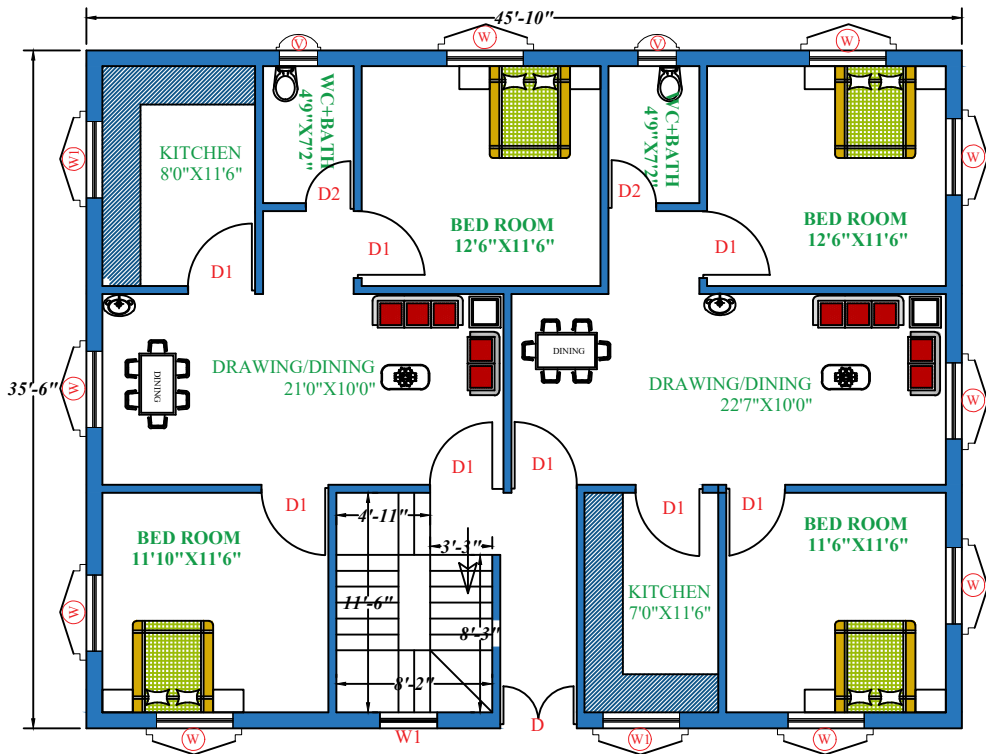 45'-10"
W
W
V
V
KITCHEN
8'0"X11'6"
WC+BATH
4'9"X7'2"
WC+BATH
4'9"X7'2"
W1
W
D2
D2
BED ROOM
12'6"X11'6"
BED ROOM
12'6"X11'6"
D1
D1
D1
35'-6"
W
DINING
DRAWING/DINING
21'0"X10'0"
DINING
DRAWING/DINING
22'7"X10'0"
W
D1
D1
D1
D1
D1
BED ROOM
11'10"X11'6"
4'-11"
3'-3"
11'-6"
8'-3"
8'-2"
BED ROOM
11'6"X11'6"
KITCHEN
7'0"X11'6"
W
W
W
W1
D
W1
W